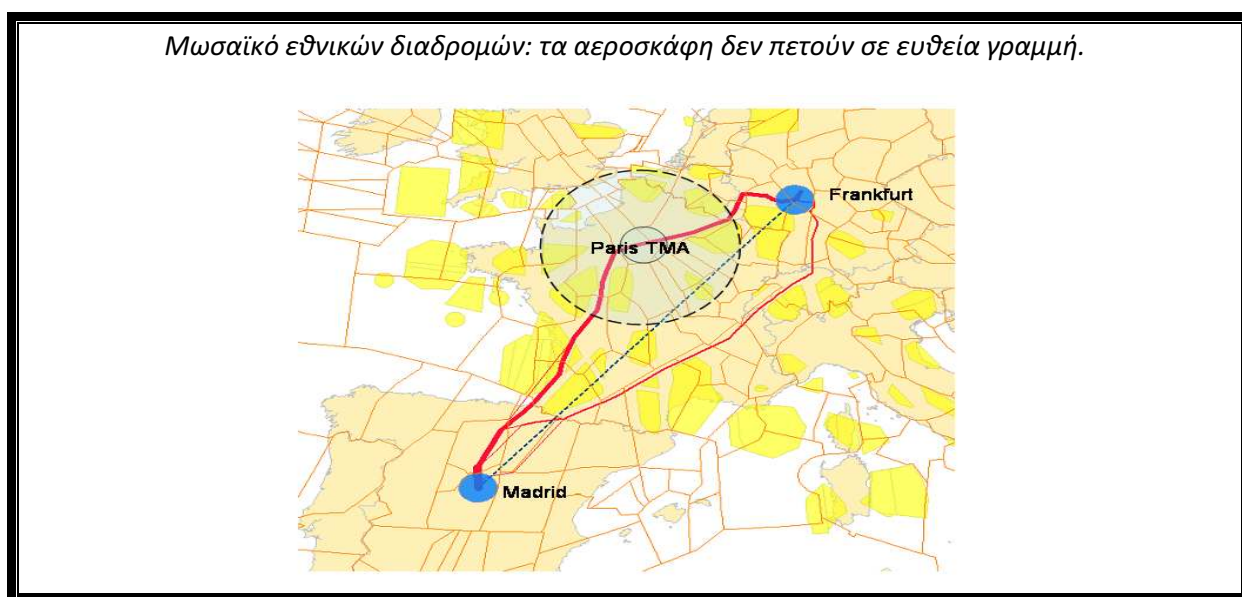 Μωσαϊκό εθνικών διαδρομών: τα αεροσκάφη δεν πετούν σε ευθεία γραμμή.
Frankfurt
Paris TMA
Madrid